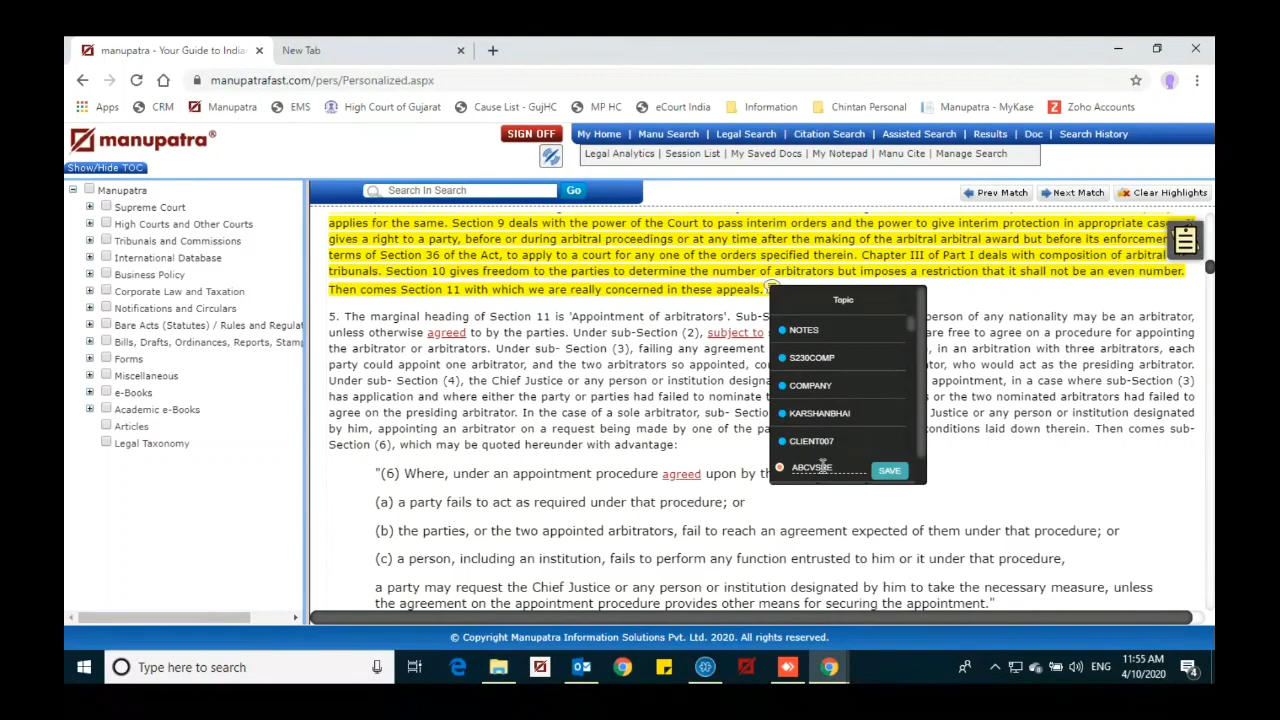 manupatra - Your Guide to India
New Tab
manupatrafast.com/pers/Personalized.aspx
Apps CRM Manupatra EMS High Court of Gujarat Cause List - GujHC MP HC eCourt India Information Chintan Personal Manupatra - MyKase Zoho Accounts
manupatra®
SIGN OFF
My Home | Manu Search | Legal Search | Citation Search | Assisted Search | Results | Doc | Search History
Legal Analytics | Session List | My Saved Docs | My Notepad | Manu Cite | Manage Search
Show/Hide TOC
Manupatra
Supreme Court
High Courts and Other Courts
Tribunals and Commissions
International Database
Business Policy
Corporate Law and Taxation
Notifications and Circulars
Bare Acts (Statutes) / Rules and Regulat
Bills, Drafts, Ordinances, Reports, Stamp
Forms
Miscellaneous
e-Books
Academic e-Books
Articles
Legal Taxonomy
Search In Search Go
Prev Match Next Match Clear Highlights
applies for the same. Section 9 deals with the power of the Court to pass interim orders and the power to give interim protection in appropriate
gives a right to a party, before or during arbitral proceedings or at any time after the making of the arbitral arbitral award but before its
terms of Section 36 of the Act, to apply to a court for any one of the orders specified therein. Chapter III of Part I deals with composition of arbitral
tribunals. Section 10 gives freedom to the parties to determine the number of arbitrators but imposes a restriction that it shall not be an even number.
Then comes Section 11 with which we are really concerned in these appeals.
5. The marginal heading of Section 11 is 'Appointment of arbitrators'. person of any nationality may be an arbitrator,
unless otherwise agreed to by the parties. Under sub-Section (2), subject to are free to agree on a procedure for appointing
the arbitrator or arbitrators. Under sub- Section (3), failing any agreement , in an arbitration with three arbitrators, each
party could appoint one arbitrator, and the two arbitrators so appointed, , who would act as the presiding arbitrator.
Under sub- Section (4), the Chief Justice or any person or institution appointment, in a case where sub-Section (3)
has application and where either the party or parties had failed to nominate the two nominated arbitrators had failed to
agree on the presiding arbitrator. In the case of a sole arbitrator, sub- Justice or any person or institution designated
by him, appointing an arbitrator on a request being made by one of the laid down therein. Then comes sub-
Section (6), which may be quoted hereunder with advantage:
"(6) Where, under an appointment procedure agreed upon by
(a) a party fails to act as required under that procedure; or
(b) the parties, or the two appointed arbitrators, fail to reach an agreement expected of them under that procedure; or
(c) a person, including an institution, fails to perform any function entrusted to him or it under that procedure,
a party may request the Chief Justice or any person or institution designated by him to take the necessary measure, unless
the agreement on the appointment procedure provides other means for securing the appointment."
Topic
NOTES
S230COMP
COMPANY
KARSHANBHAI
CLIENT007
SAVE
© Copyright Manupatra Information Solutions Pvt. Ltd. 2020. All rights reserved.
Type here to search
ENG
11:55 AM
4/10/2020
4